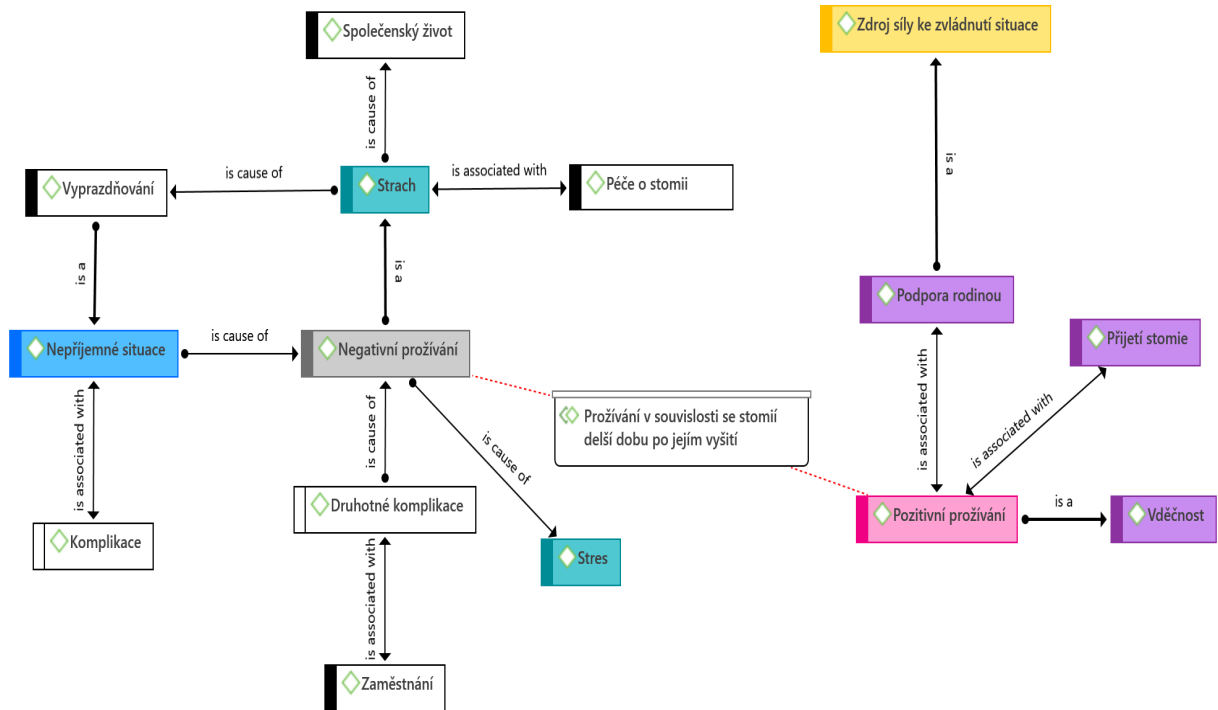 Společenský život
Zdroj síly ke zvládnutí situace
is cause of
is a
is cause of
is associated with
Vyprazdňování
Strach
Péče o stomii
is a
is a
Podpora rodinou
is cause of
Nepříjemné situace
Negativní prožívání
Přijetí stomie
is associated with
is cause of
is cause of
Prožívání v souvislosti se stomií
delší dobu po jejím vyšití
is associated with
is associated with
Druhotné komplikace
is a
Pozitivní prožívání
Vděčnost
Komplikace
Stres
is associated with
Zaměstnání